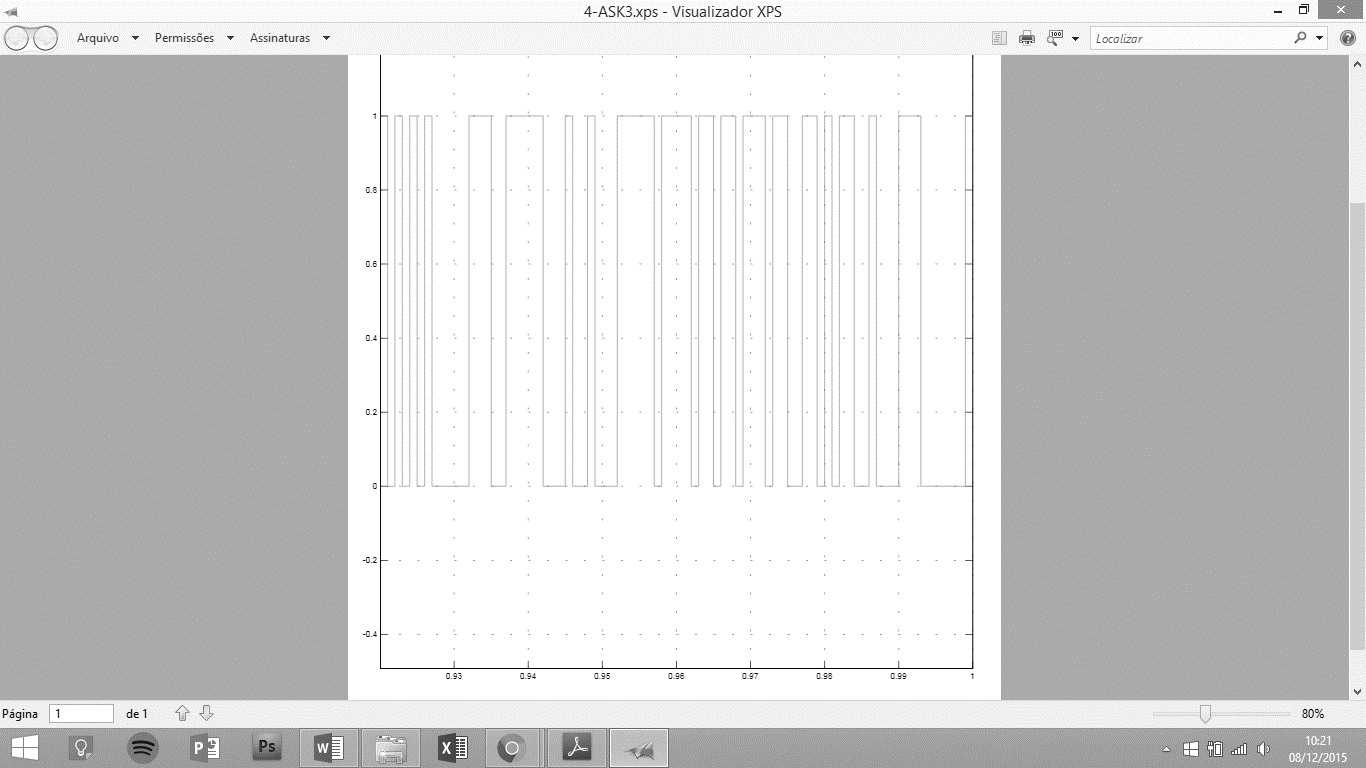 4-ASK3.xps - Visualizador XPS
Arquivo Permissões Assinaturas 100 Localizar
1
0.8
0.6
0.4
0.2
0
-0.2
-0.4
0.93 0.94 0.95 0.96 0.97 0.98 0.99 1
Página 1 de 1 80%
Ps
10:21
08/12/2015